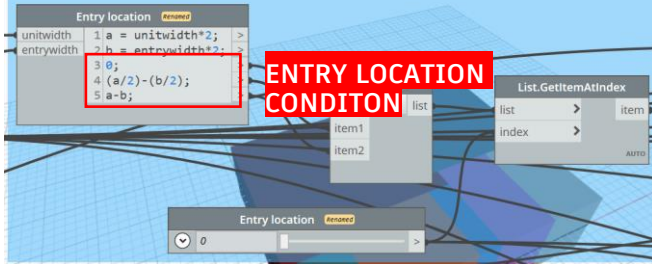 Entry location Renamed
unitwidth
entrywidth
1 a = unitwidth*2; >
2 b = entrywidth*2; >
3 0;
4 (a/2)-(b/2);
5 a-b;
ENTRY LOCATION
CONDITON
list
item1
item2
List.GetItemAtIndex
list > item
index >
AUTO
Entry location Renamed
0 >